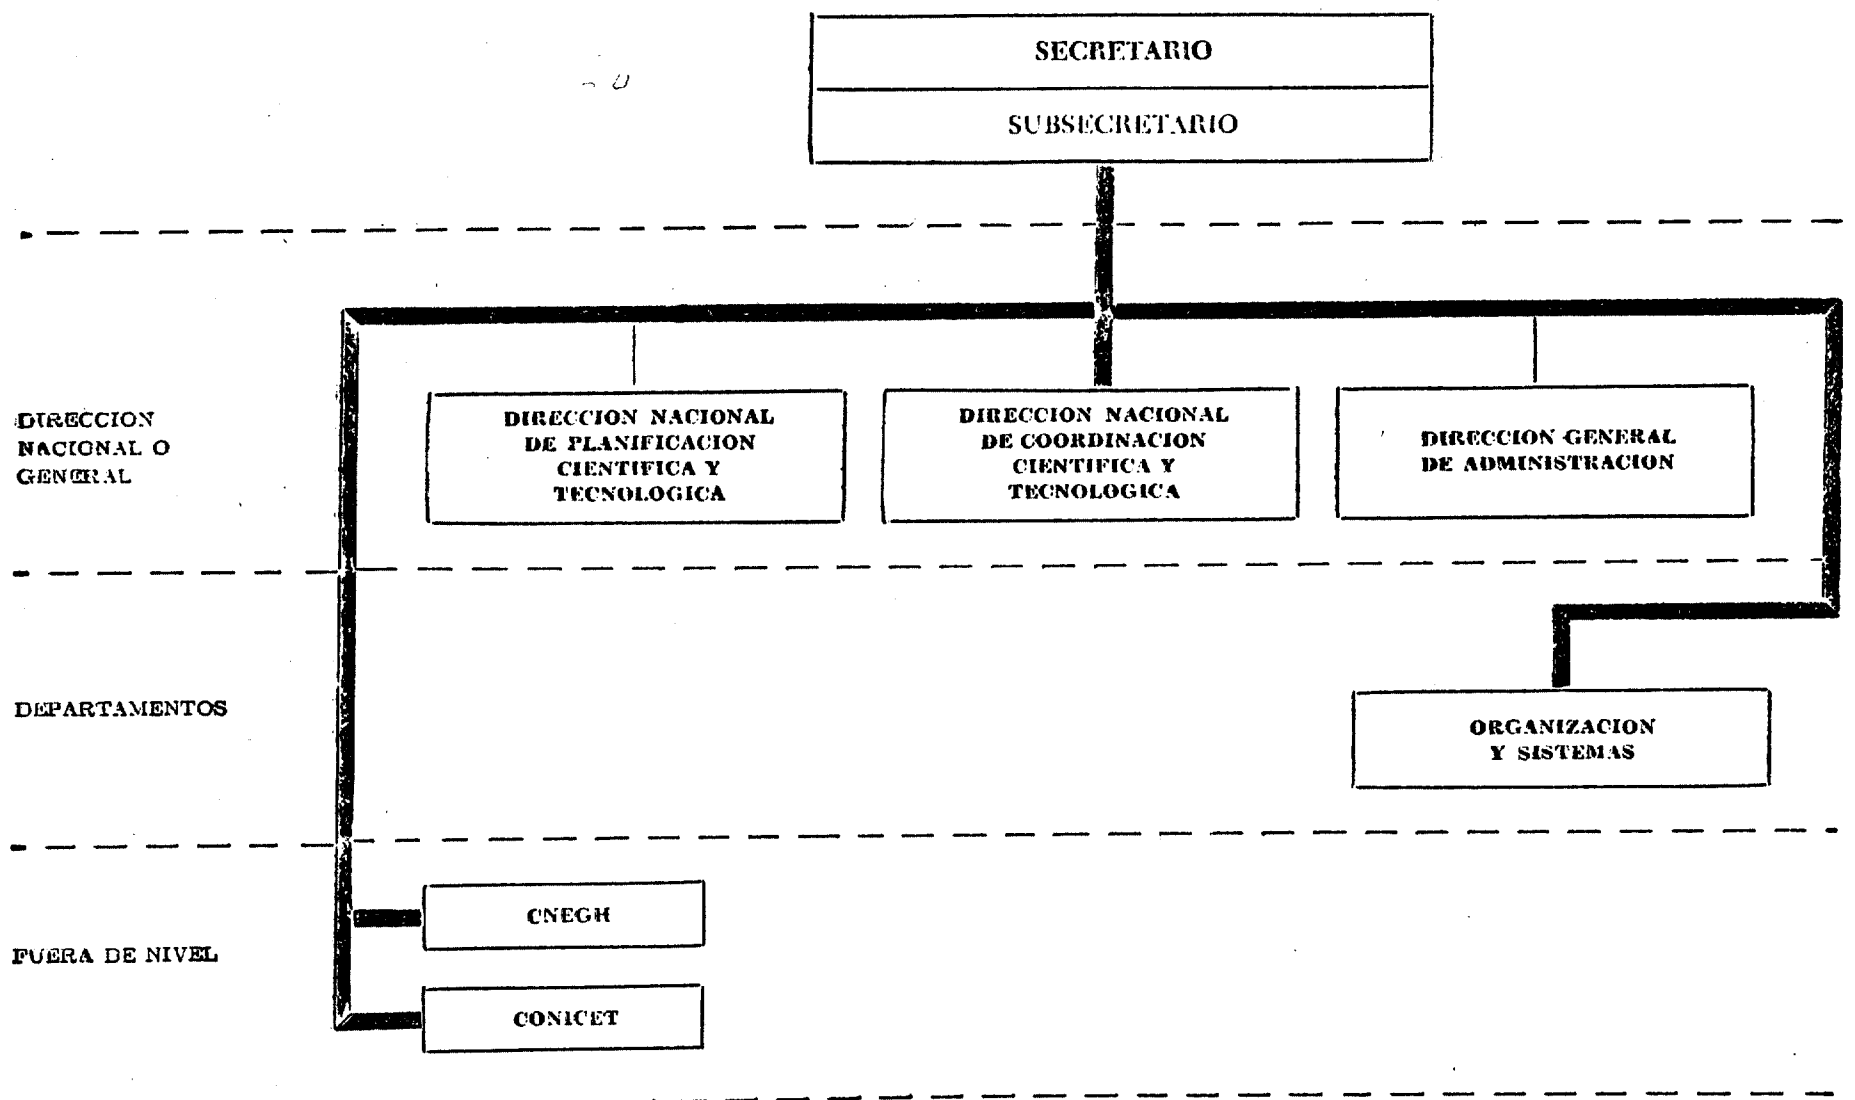 SECRETARIO
SUBSECRETARIO
DIRECCION
NACIONAL O
GENERAL
DIRECCION NACIONAL
DE PLANIFICACION
CIENTIFICA Y
TECNOLOGICA
DIRECCION NACIONAL
DE COORDINACION
CIENTIFICA Y
TECNOLOGICA
DIRECCION GENERAL
DE ADMINISTRACION
DEPARTAMENTOS
ORGANIZACION
Y SISTEMAS
FUERA DE NIVEL
CNEGH
CONICET